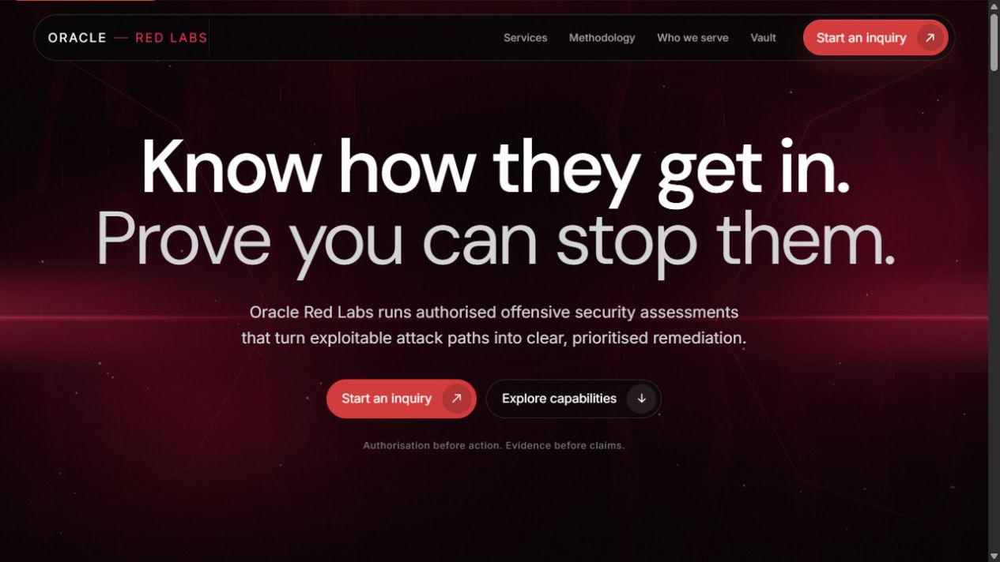 ORACLE — RED LABS
Services
Methodology
Who we serve
Vault
Start an inquiry
Know how they get in.
Prove you can stop them.
Oracle Red Labs runs authorised offensive security assessments
that turn exploitable attack paths into clear, prioritised remediation.
Start an inquiry
Explore capabilities
Authorisation before action. Evidence before claims.